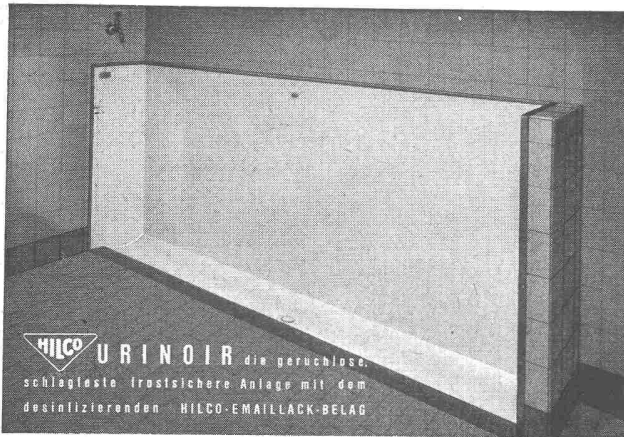 HILCO URINOIR die geruchlose,
schlagfeste frostsichere Anlage mit dem
desinfizierenden HILCO-EMAILLACK-BELAG